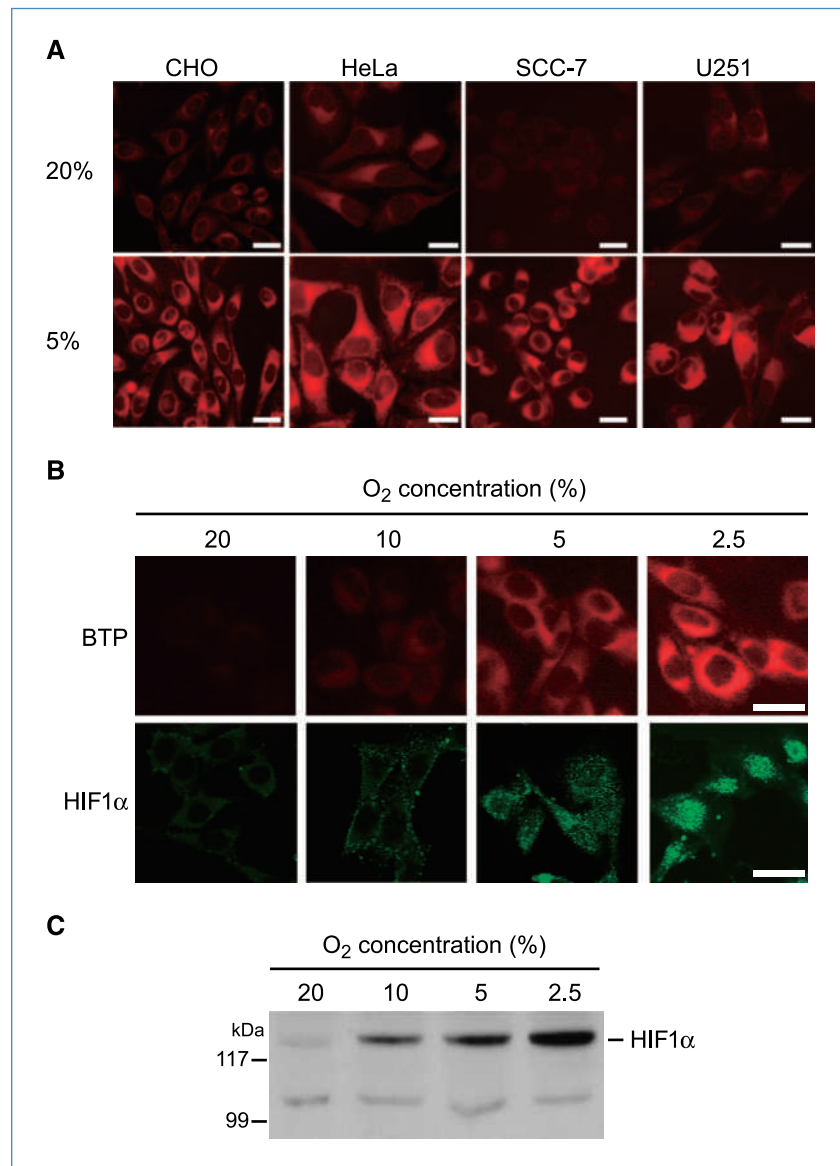 A
CHO HeLa SCC-7 U251
20%
5%
B
O₂ concentration (%)
20 10 5 2.5
BTP
HIF1α
C
O₂ concentration (%)
20 10 5 2.5
kDa
117
99
HIF1α